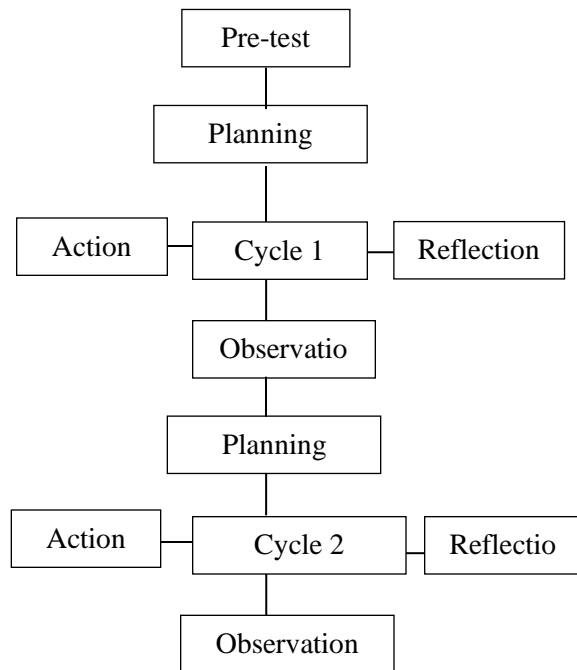 Pre-test
Planning
Action
Cycle 1
Reflection
Observatio
Planning
Action
Cycle 2
Reflectio
Observation